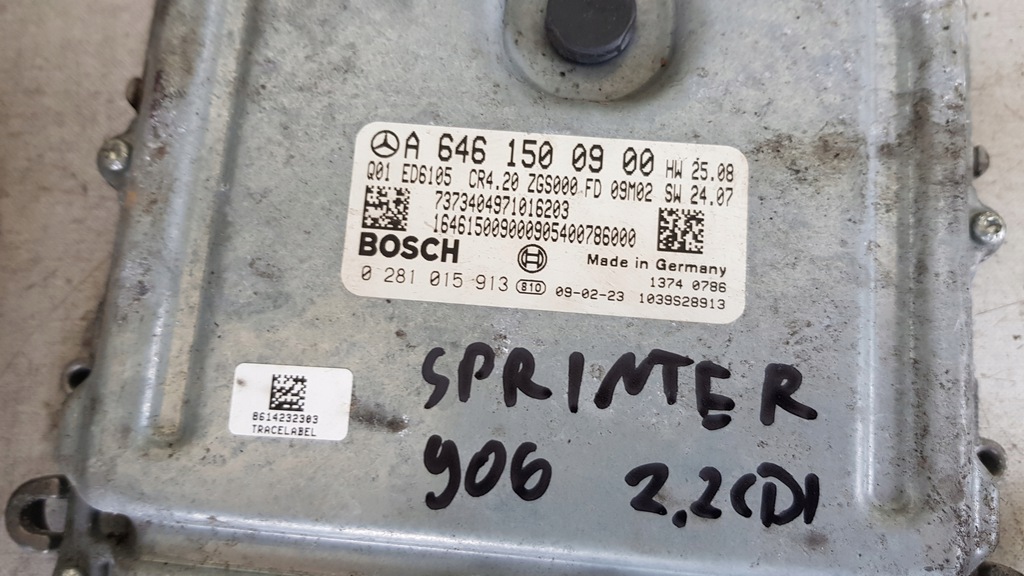 A 646 150 09 00 HW 25.08
Q01 ED6105 CR4.20 ZGS000 FD 09M02 SW 24.07
7373404971016203
164615009000905400786000
BOSCH Made in Germany
1374 0786
0 281 015 913 810 09-02-23 1039S28913
8614232303
TRACELABEL
SPRINTER
906 2.2CDI